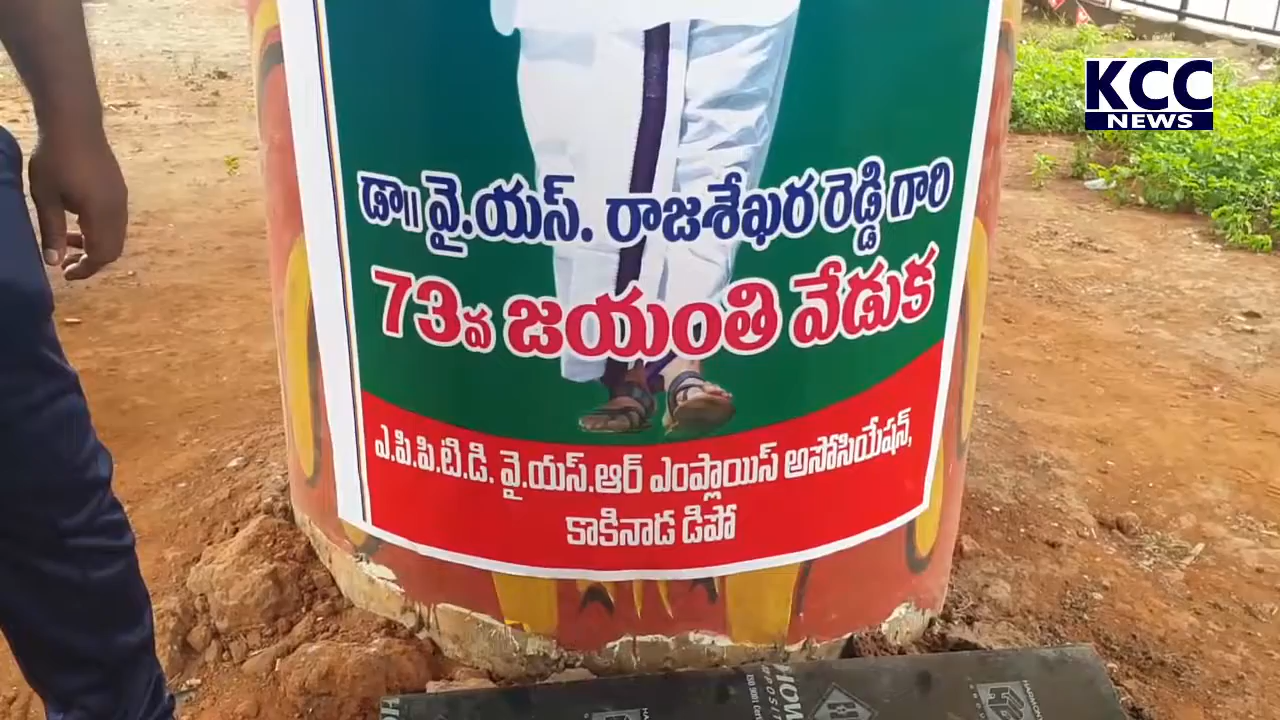 KCC
NEWS
డా॥ వై.యస్. రాజశేఖర రెడ్డి గారి
73వ జయంతి వేడుక
ఎ.పి.పి.టి.డి. వై.యస్.ఆర్ ఎంప్లాయిస్ అసోసియేషన్,
కాకినాడ డిపో